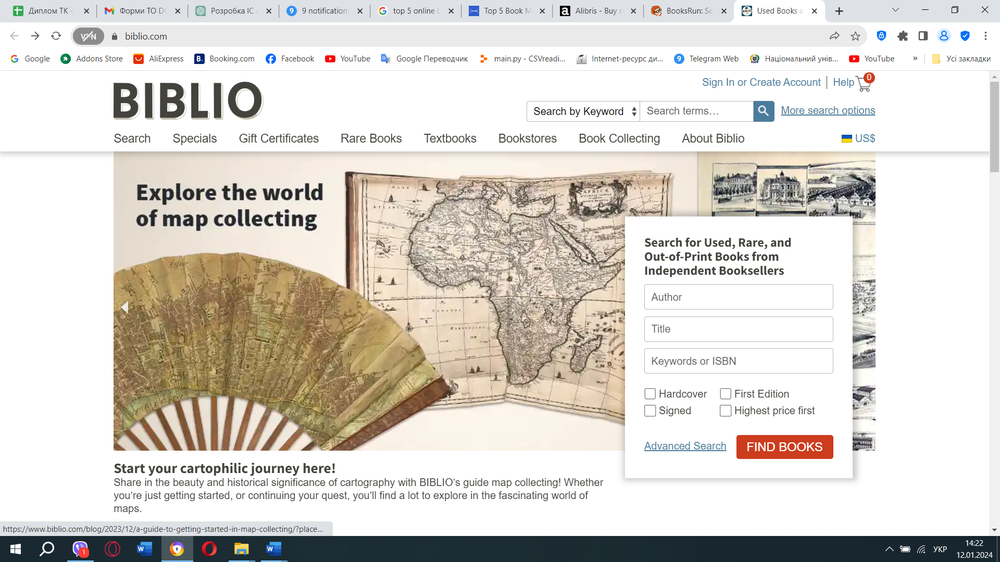 Диплом ТК -
Форми ТО DO
Розробка ІС
9 notification
top 5 online b
Top 5 Book M
Alibris - Buy n
BooksRun: Se
Used Books a
VPN
biblio.com
Google
Addons Store
AliExpress
Booking.com
Facebook
YouTube
Google Переводчик
main.py - CSVreadi...
Internet-ресурс ди...
Telegram Web
Національний унів...
YouTube
»
Усі закладки
BIBLIO
Sign In or Create Account
Help
0
Search by Keyword
Search terms…
More search options
Search
Specials
Gift Certificates
Rare Books
Textbooks
Bookstores
Book Collecting
About Biblio
US$
Explore the world
of map collecting
AFRICÆ
Search for Used, Rare, and
Out-of-Print Books from
Independent Booksellers
Author
Title
Keywords or ISBN
Hardcover
First Edition
Signed
Highest price first
Advanced Search
FIND BOOKS
Start your cartophilic journey here!
Share in the beauty and historical significance of cartography with BIBLIO’s guide map collecting! Whether
you’re just getting started, or continuing your quest, you’ll find a lot to explore in the fascinating world of
maps.
https://www.biblio.com/blog/2023/12/a-guide-to-getting-started-in-map-collecting/?place...
1
УКР
14:22
12.01.2024